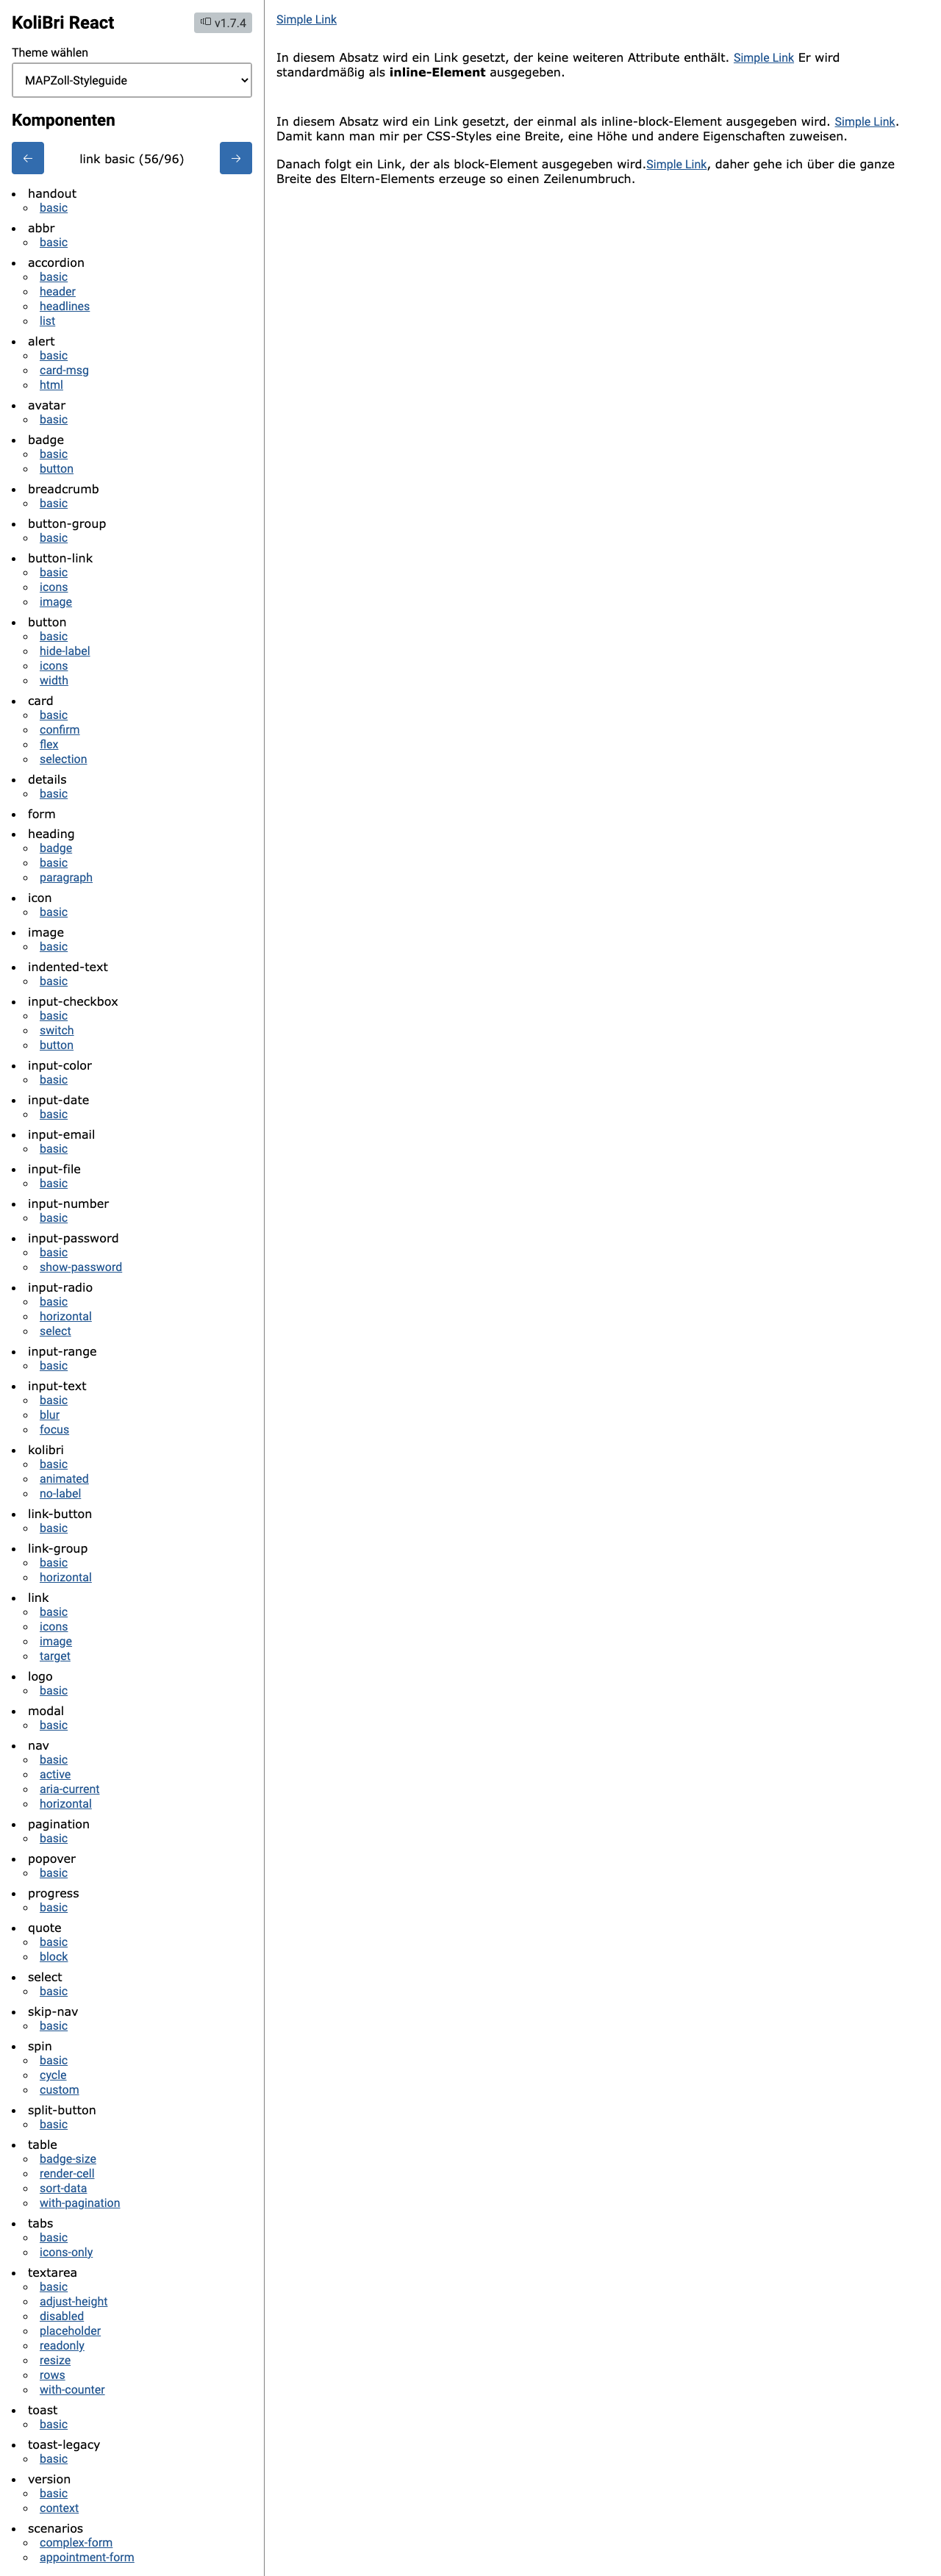 KoliBri React
v1.7.4
Theme wählen
MAPZoll-Styleguide
Komponenten
link basic (56/96)
handout
basic
abbr
basic
accordion
basic
header
headlines
list
alert
basic
card-msg
html
avatar
basic
badge
basic
button
breadcrumb
basic
button-group
basic
button-link
basic
icons
image
button
basic
hide-label
icons
width
card
basic
confirm
flex
selection
details
basic
form
heading
badge
basic
paragraph
icon
basic
image
basic
indented-text
basic
input-checkbox
basic
switch
button
input-color
basic
input-date
basic
input-email
basic
input-file
basic
input-number
basic
input-password
basic
show-password
input-radio
basic
horizontal
select
input-range
basic
input-text
basic
blur
focus
kolibri
basic
animated
no-label
link-button
basic
link-group
basic
horizontal
link
basic
icons
image
target
logo
basic
modal
basic
nav
basic
active
aria-current
horizontal
pagination
basic
popover
basic
progress
basic
quote
basic
block
select
basic
skip-nav
basic
spin
basic
cycle
custom
split-button
basic
table
badge-size
render-cell
sort-data
with-pagination
tabs
basic
icons-only
textarea
basic
adjust-height
disabled
placeholder
readonly
resize
rows
with-counter
toast
basic
toast-legacy
basic
version
basic
context
scenarios
complex-form
appointment-form
Simple Link
In diesem Absatz wird ein Link gesetzt, der keine weiteren Attribute enthält. Simple Link Er wird
standardmäßig als inline-Element ausgegeben.
In diesem Absatz wird ein Link gesetzt, der einmal als inline-block-Element ausgegeben wird. Simple Link.
Damit kann man mir per CSS-Styles eine Breite, eine Höhe und andere Eigenschaften zuweisen.
Danach folgt ein Link, der als block-Element ausgegeben wird.Simple Link, daher gehe ich über die ganze
Breite des Eltern-Elements erzeuge so einen Zeilenumbruch.